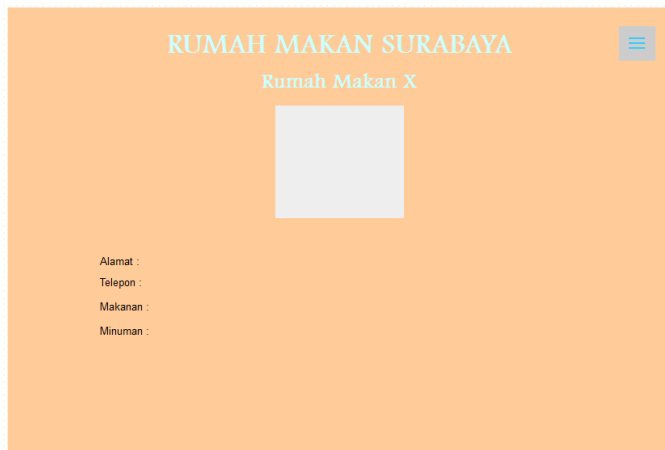 RUMAH MAKAN SURABAYA
Rumah Makan X
Alamat :
Telepon :
Makanan :
Minuman :